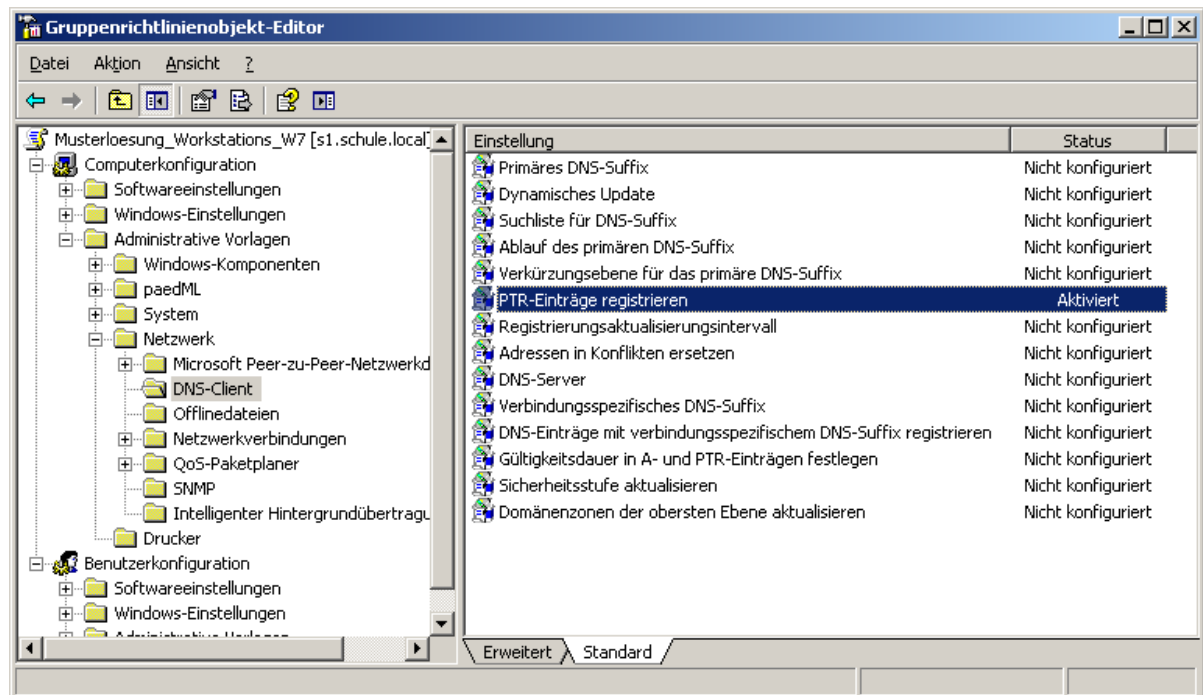 Gruppenrichtlinienobjekt-Editor
Datei Aktion Ansicht ?
Musterloesung_Workstations_W7 [s1.schule.local]
Computerkonfiguration
Softwareeinstellungen
Windows-Einstellungen
Administrative Vorlagen
Windows-Komponenten
paedML
System
Netzwerk
Microsoft Peer-zu-Peer-Netzwerkd
DNS-Client
Offlinedateien
Netzwerkverbindungen
QoS-Paketplaner
SNMP
Intelligenter Hintergrundübertragu
Drucker
Benutzerkonfiguration
Softwareeinstellungen
Windows-Einstellungen
Administrative Vorlagen
Einstellung Status
Primäres DNS-Suffix Nicht konfiguriert
Dynamisches Update Nicht konfiguriert
Suchliste für DNS-Suffix Nicht konfiguriert
Ablauf des primären DNS-Suffix Nicht konfiguriert
Verkürzungsebene für das primäre DNS-Suffix Nicht konfiguriert
PTR-Einträge registrieren Aktiviert
Registrierungsaktualisierungsintervall Nicht konfiguriert
Adressen in Konflikten ersetzen Nicht konfiguriert
DNS-Server Nicht konfiguriert
Verbindungsspezifisches DNS-Suffix Nicht konfiguriert
DNS-Einträge mit verbindungsspezifischem DNS-Suffix registrieren Nicht konfiguriert
Gültigkeitsdauer in A- und PTR-Einträgen festlegen Nicht konfiguriert
Sicherheitsstufe aktualisieren Nicht konfiguriert
Domänenzonen der obersten Ebene aktualisieren Nicht konfiguriert
Erweitert Standard